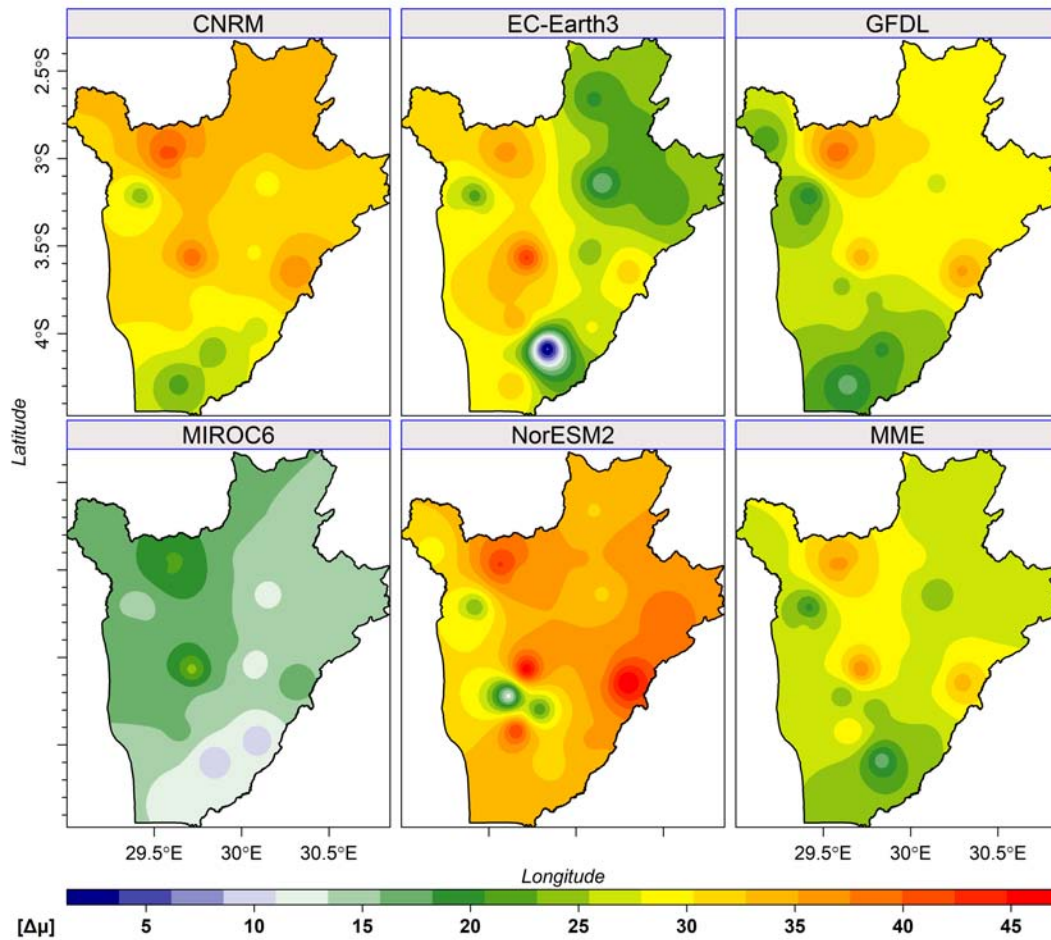 CNRM EC-Earth3 GFDL
2.5°S
3°S
3.5°S
4°S
Latitude
MIROC6 NorESM2 MME
29.5°E 30°E 30.5°E 29.5°E 30°E 30.5°E
Longitude
[Δμ] 5 10 15 20 25 30 35 40 45